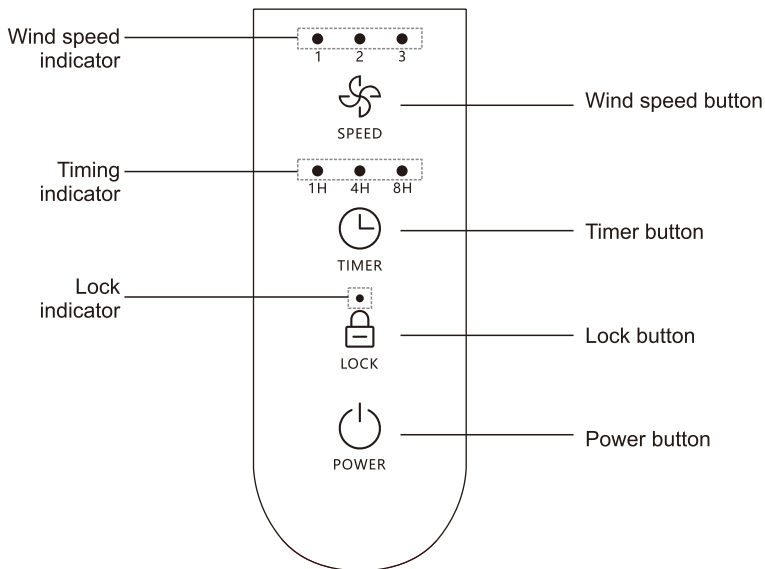 Wind speed
indicator
1 2 3
SPEED
Wind speed button
Timing
indicator
1H 4H 8H
Timer button
TIMER
Lock
indicator
Lock button
LOCK
Power button
POWER